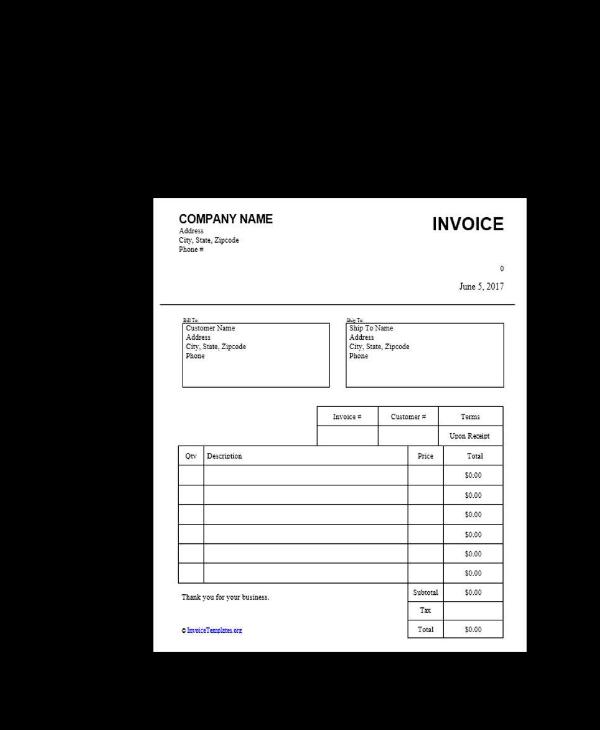 COMPANY NAME
INVOICE
Address
City, State, Zipcode
Phone #
0
June 5, 2017
Bill To:
Ship To:
Customer Name
Ship To Name
Address
Address
City, State, Zipcode
City, State, Zipcode
Phone
Phone
Invoice # Customer # Terms
Upon Receipt
Qty Description Price Total
$0.00
$0.00
$0.00
$0.00
$0.00
$0.00
Subtotal $0.00
Thank you for your business.
Tax
Total $0.00
© InvoiceTemplates.org